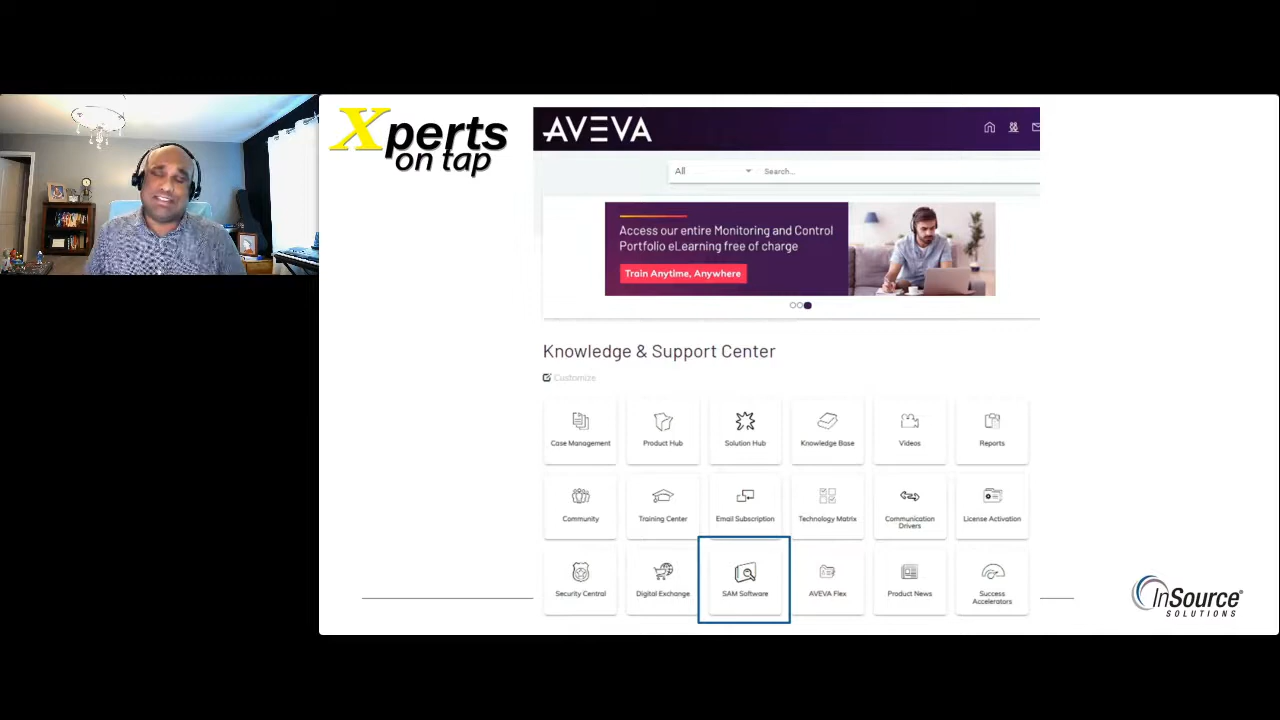 Xperts
on tap
AVEVA
All
Search...
Access our entire Monitoring and Control
Portfolio eLearning free of charge
Train Anytime, Anywhere
Knowledge & Support Center
Customize
Case Management
Product Hub
Solution Hub
Knowledge Base
Videos
Reports
Community
Training Center
Email Subscription
Technology Matrix
Communication
Drivers
License Activation
Security Central
Digital Exchange
SAM Software
AVEVA Flex
Product News
Success
Accelerators
InSource®
SOLUTIONS